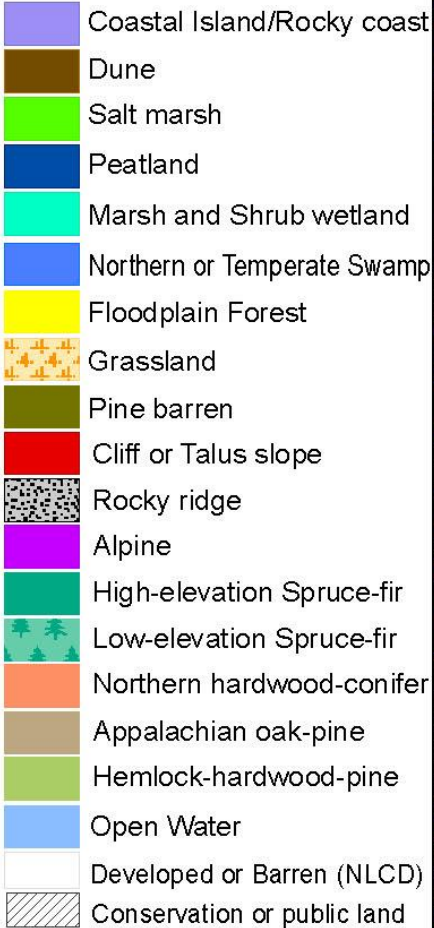 Coastal Island/Rocky coast
Dune
Salt marsh
Peatland
Marsh and Shrub wetland
Northern or Temperate Swamp
Floodplain Forest
Grassland
Pine barren
Cliff or Talus slope
Rocky ridge
Alpine
High-elevation Spruce-fir
Low-elevation Spruce-fir
Northern hardwood-conifer
Appalachian oak-pine
Hemlock-hardwood-pine
Open Water
Developed or Barren (NLCD)
Conservation or public land